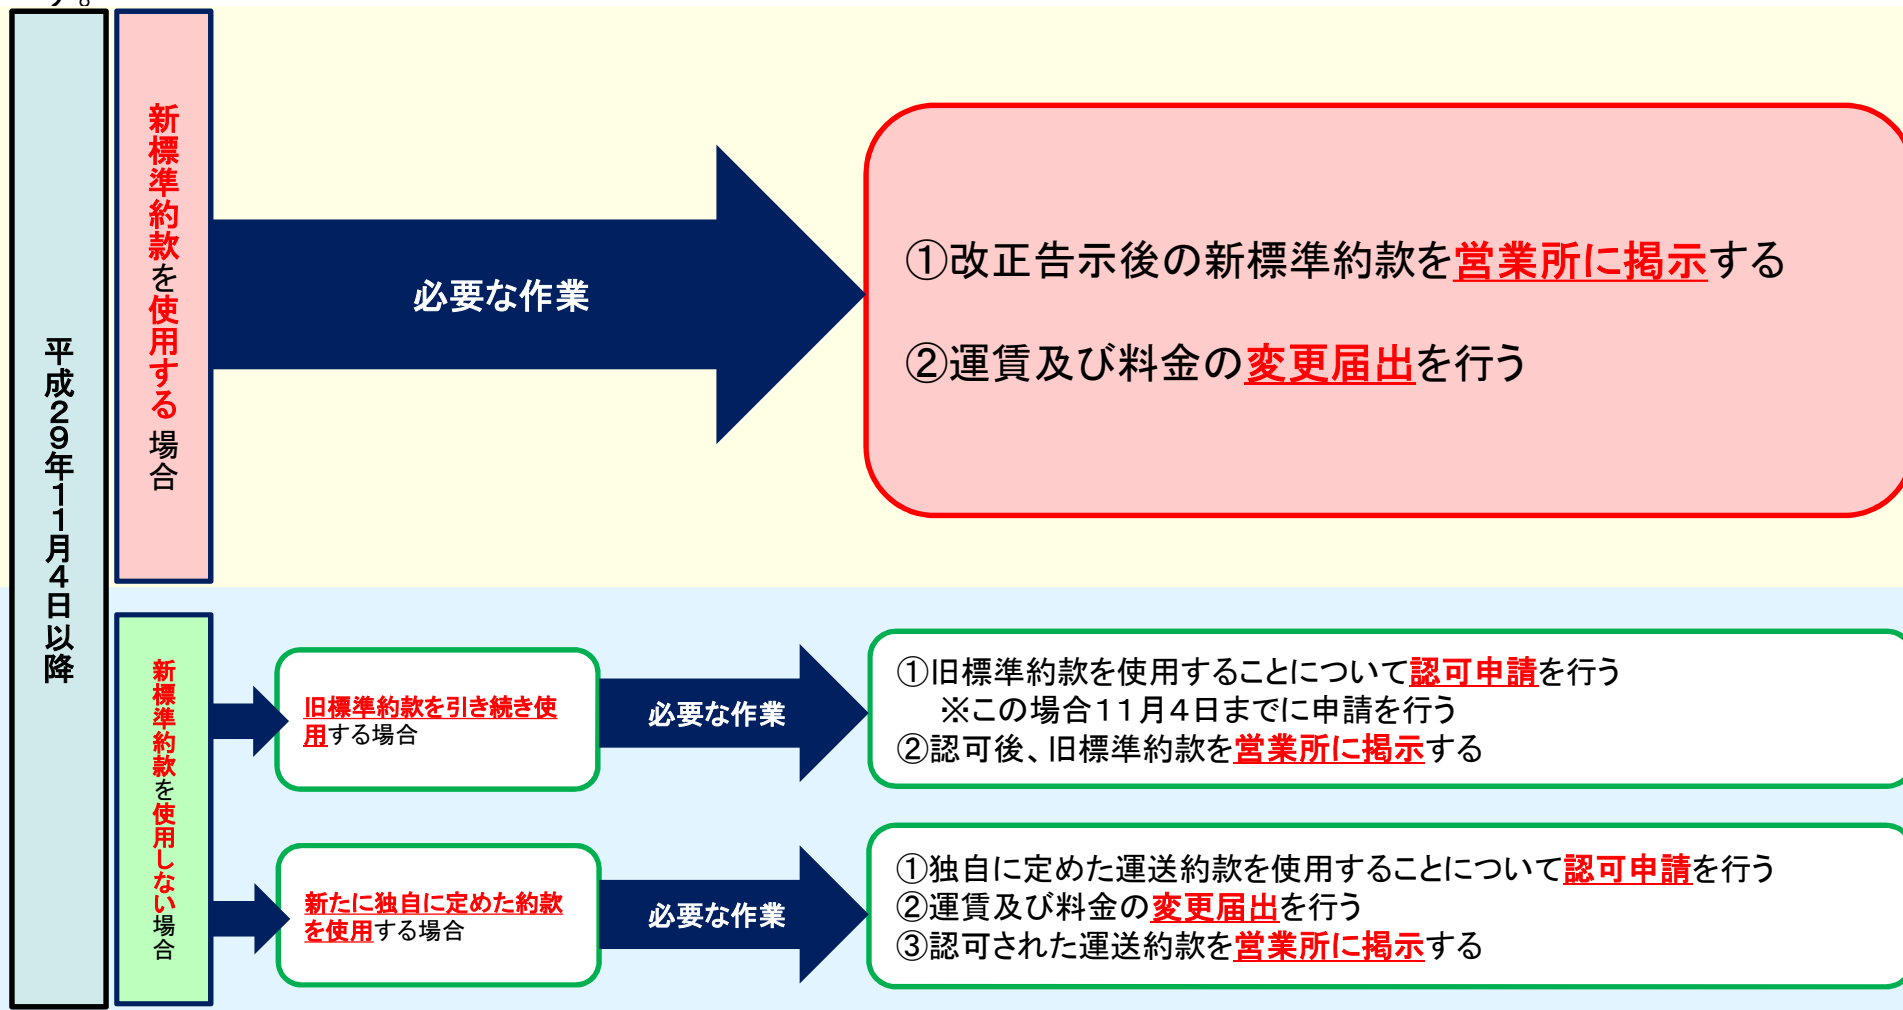 す。
平成２９年１１月４日以降
新標準約款を使用する場合
必要な作業
①改正告示後の新標準約款を営業所に掲示する
②運賃及び料金の変更届出を行う
新標準約款を使用しない場合
旧標準約款を引き続き使
用する場合
必要な作業
①旧標準約款を使用することについて認可申請を行う
※この場合１１月４日までに申請を行う
②認可後、旧標準約款を営業所に掲示する
新たに独自に定めた約款
を使用する場合
必要な作業
①独自に定めた運送約款を使用することについて認可申請を行う
②運賃及び料金の変更届出を行う
③認可された運送約款を営業所に掲示する